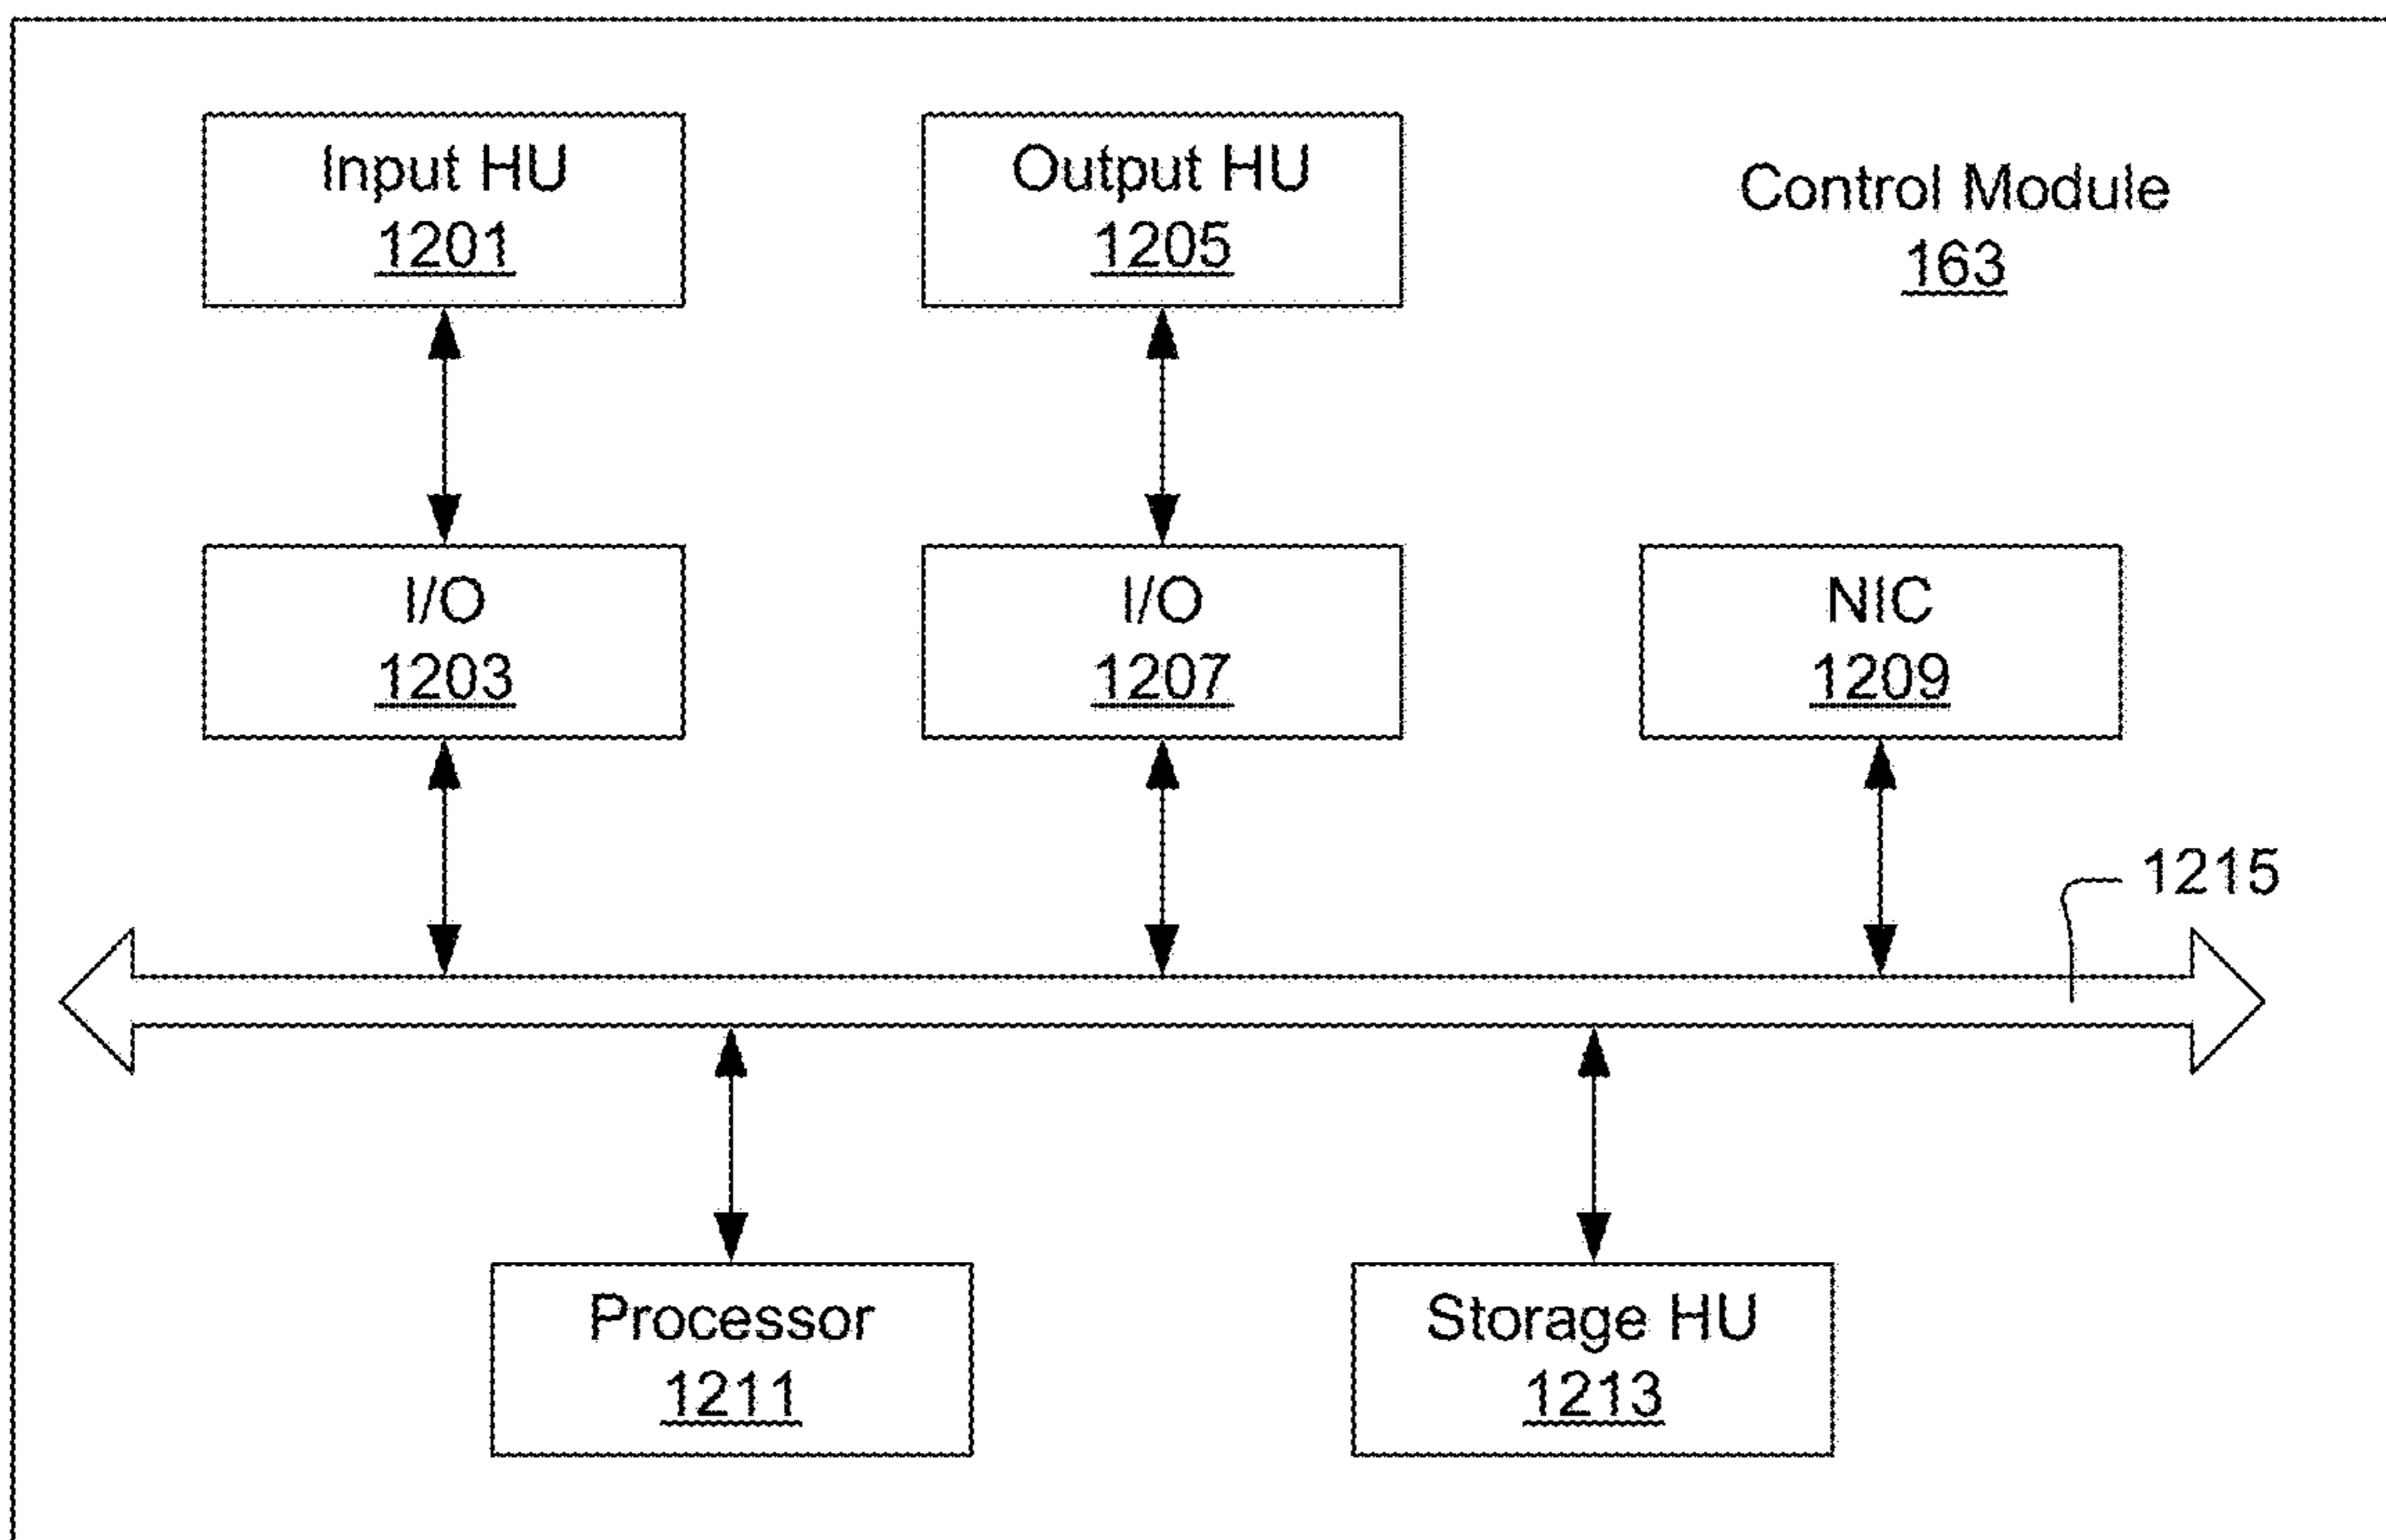 Input HU
1201
Output HU
1205
Control Module
163
I/O
1203
I/O
1207
NIC
1209
1215
Processor
1211
Storage HU
1213